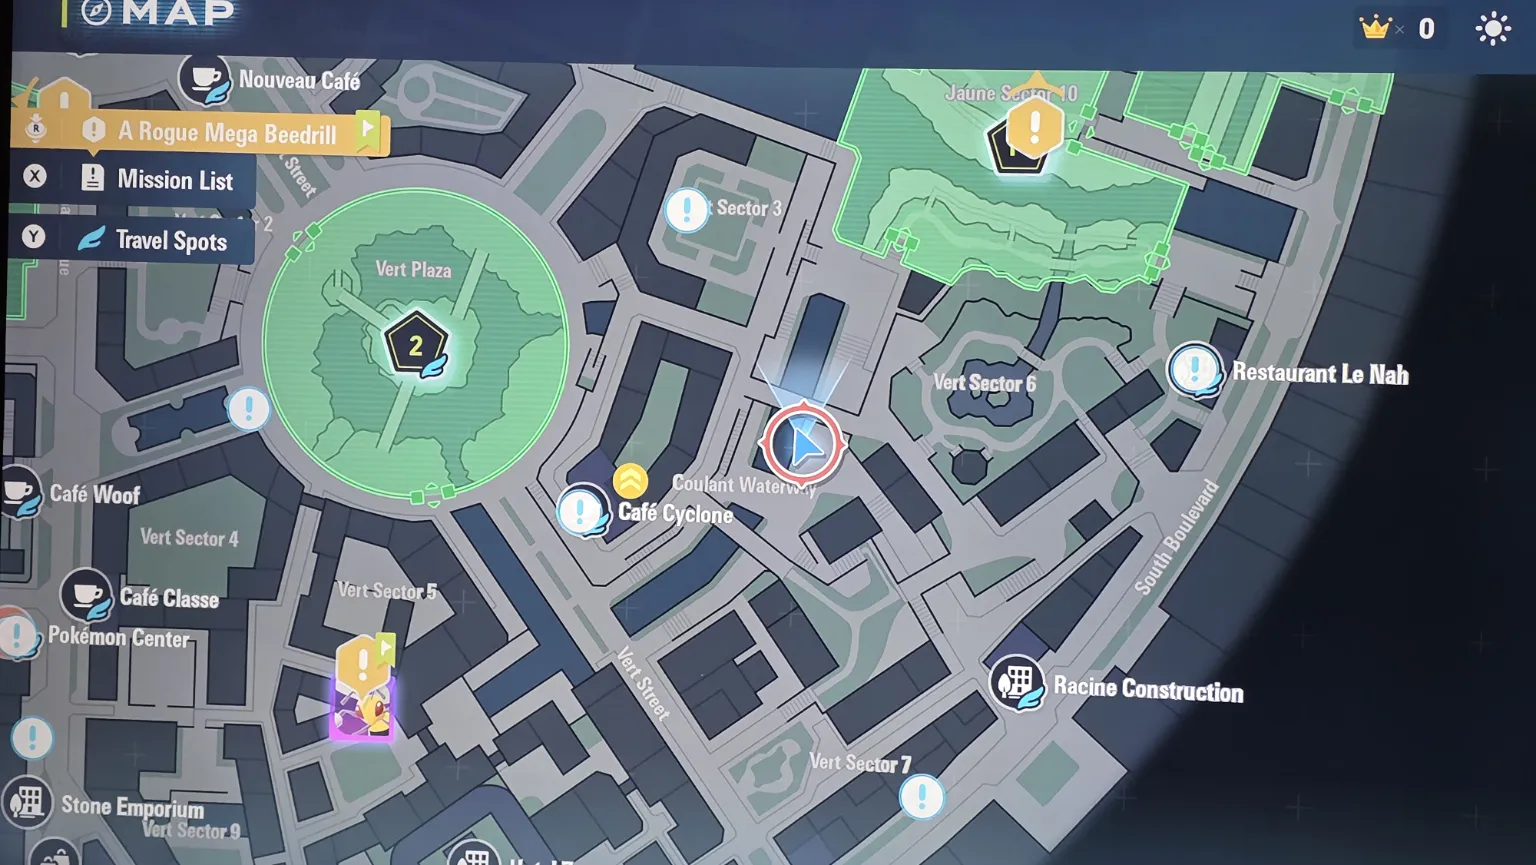 MAP
× 0
Nouveau Café
Jaune Sector 10
R
A Rogue Mega Beedrill
Street
X
Mission List
Sector 3
2
Y
Travel Spots
Vert Plaza
2
Restaurant Le Nah
Vert Sector 6
Café Woof
Coulant Waterway
Café Cyclone
Vert Sector 4
South Boulevard
Vert Sector 5
Café Classe
Pokémon Center
Vert Street
Racine Construction
Vert Sector 7
Stone Emporium
Vert Sector 9